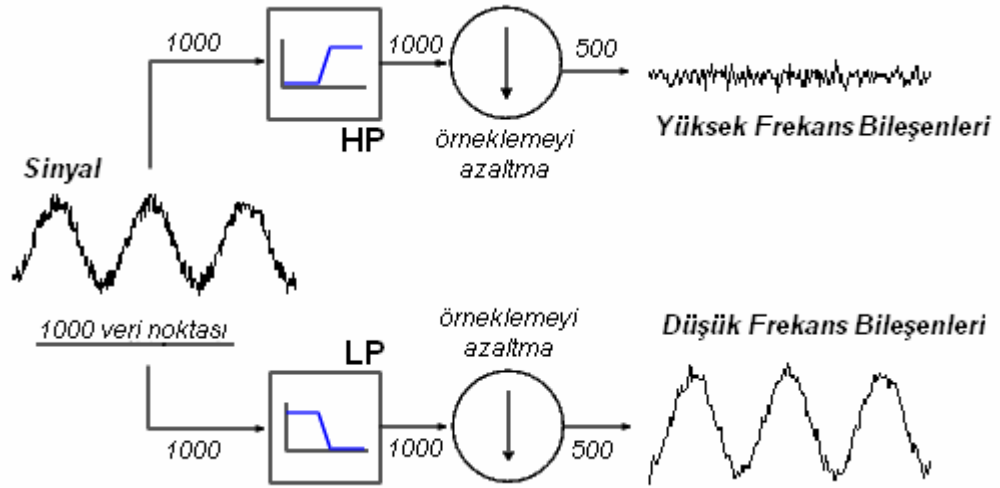 1000
1000
500
HP
örneklemeyi
azaltma
Yüksek Frekans Bileşenleri
Sinyal
1000 veri noktası
örneklemeyi
azaltma
Düşük Frekans Bileşenleri
LP
1000
1000
500